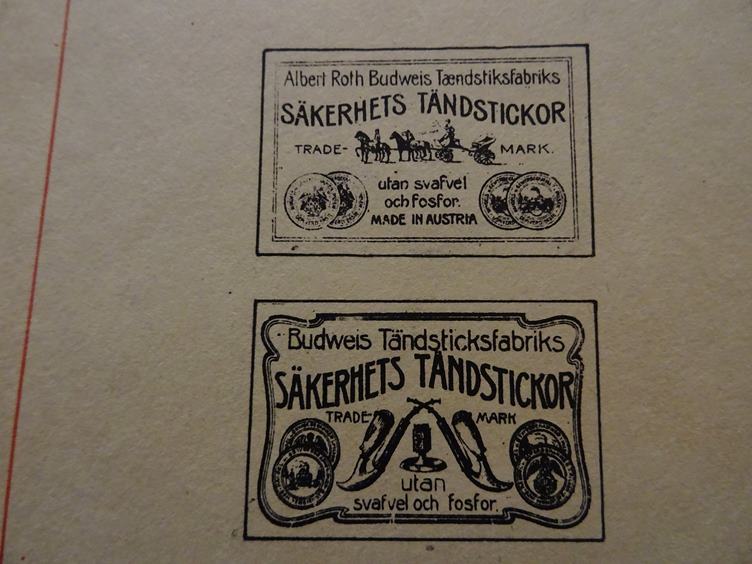 Albert Roth Budweis Tændstiksfabriks
SÄKERHETS TÄNDSTICKOR
TRADE- MARK.
utan svafvel
och fosfor.
MADE IN AUSTRIA
Budweis Tändsticksfabriks
SÄKERHETS TÄNDSTICKOR
TRADE- MARK
utan
svafvel och fosfor.